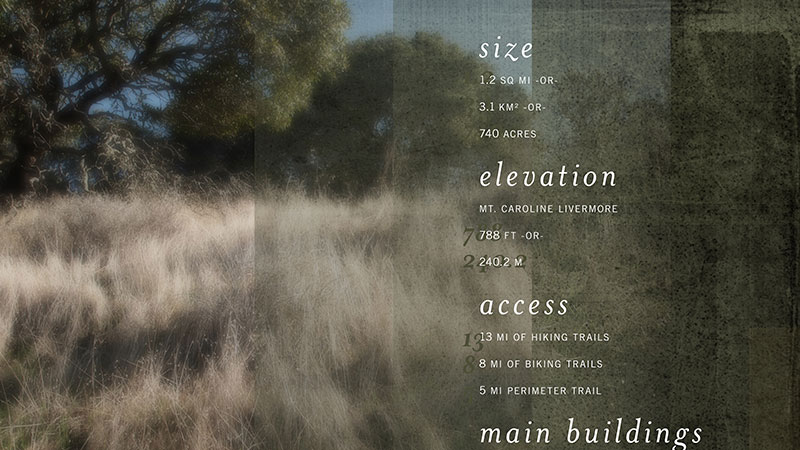 size
1.2 SQ MI -OR-
3.1 KM² -OR-
740 ACRES
elevation
MT. CAROLINE LIVERMORE
788 FT -OR-
240.2 M
access
13 MI OF HIKING TRAILS
8 MI OF BIKING TRAILS
5 MI PERIMETER TRAIL
main buildings